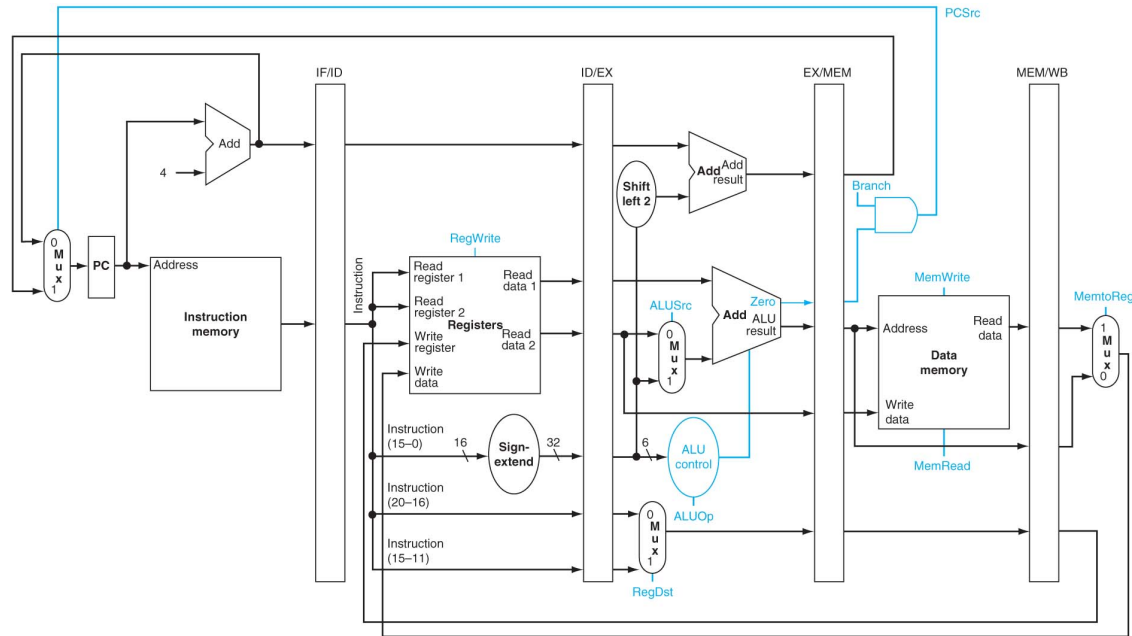 PCSrc
IF/ID
ID/EX
EX/MEM
MEM/WB
Add
4
Shift
left 2
Add
Add
result
Branch
0
M
u
x
1
PC
Address
Instruction
memory
Instruction
RegWrite
Read
register 1
Read
register 2
Write
register
Write
data
Registers
Read
data 1
Read
data 2
ALUSrc
0
M
u
x
1
Add
Zero
ALU
result
MemWrite
Address
Read
data
Data
memory
Write
data
MemRead
MemtoReg
1
M
u
x
0
Instruction
(15–0)
16
Sign-
extend
32
6
ALU
control
ALUOp
Instruction
(20–16)
Instruction
(15–11)
0
M
u
x
1
RegDst